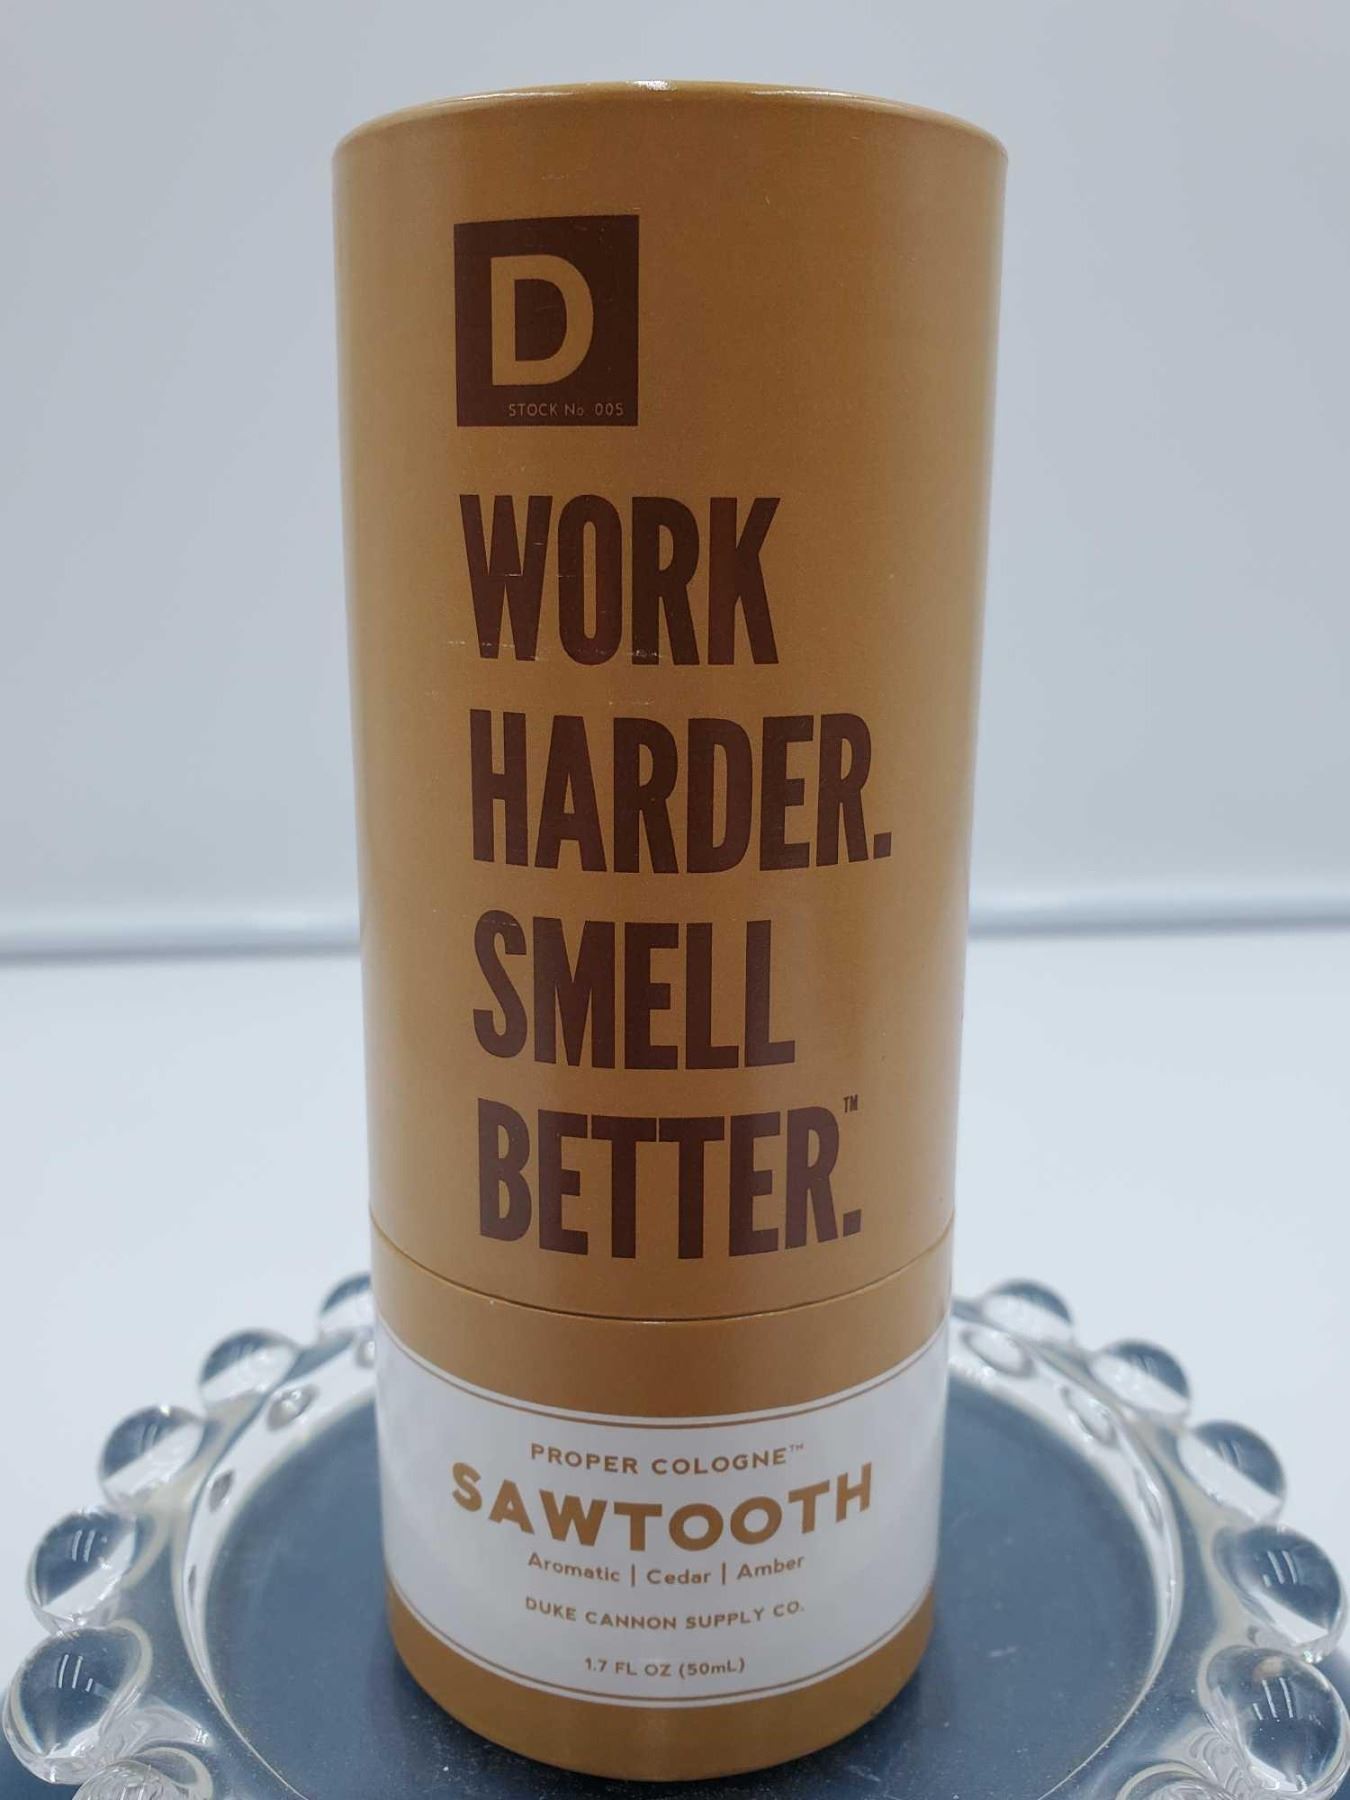 D
STOCK No. 005
WORK
HARDER.
SMELL
BETTER.™
PROPER COLOGNE™
SAWTOOTH
Aromatic | Cedar | Amber
DUKE CANNON SUPPLY CO.
1.7 FL OZ (50mL)